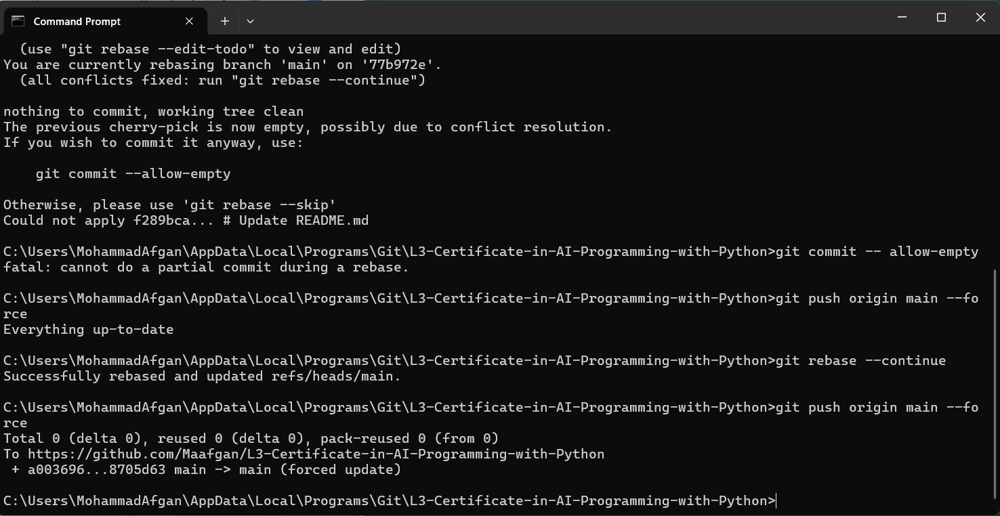 Command Prompt
  (use "git rebase --edit-todo" to view and edit)
You are currently rebasing branch 'main' on '77b972e'.
  (all conflicts fixed: run "git rebase --continue")
nothing to commit, working tree clean
The previous cherry-pick is now empty, possibly due to conflict resolution.
If you wish to commit it anyway, use:
    git commit --allow-empty
Otherwise, please use 'git rebase --skip'
Could not apply f289bca... # Update README.md
C:\Users\MohammadAfgan\AppData\Local\Programs\Git\L3-Certificate-in-AI-Programming-with-Python>git commit -- allow-empty
fatal: cannot do a partial commit during a rebase.
C:\Users\MohammadAfgan\AppData\Local\Programs\Git\L3-Certificate-in-AI-Programming-with-Python>git push origin main --fo
rce
Everything up-to-date
C:\Users\MohammadAfgan\AppData\Local\Programs\Git\L3-Certificate-in-AI-Programming-with-Python>git rebase --continue
Successfully rebased and updated refs/heads/main.
C:\Users\MohammadAfgan\AppData\Local\Programs\Git\L3-Certificate-in-AI-Programming-with-Python>git push origin main --fo
rce
Total 0 (delta 0), reused 0 (delta 0), pack-reused 0 (from 0)
To https://github.com/Maafgan/L3-Certificate-in-AI-Programming-with-Python
 + a003696...8705d63 main -> main (forced update)
C:\Users\MohammadAfgan\AppData\Local\Programs\Git\L3-Certificate-in-AI-Programming-with-Python>